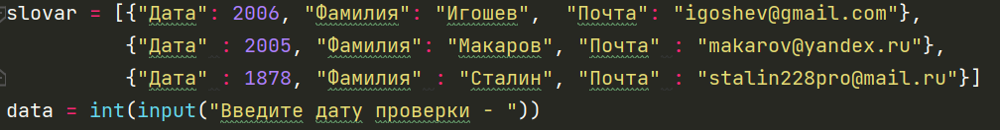 slovar = [{"Дата": 2006, "Фамилия": "Игошев",  "Почта": "igoshev@gmail.com"},
{"Дата" : 2005, "Фамилия": "Макаров", "Почта" : "makarov@yandex.ru"},
{"Дата" : 1878, "Фамилия" : "Сталин", "Почта" : "stalin228pro@mail.ru"}]
data = int(input("Введите дату проверки - "))